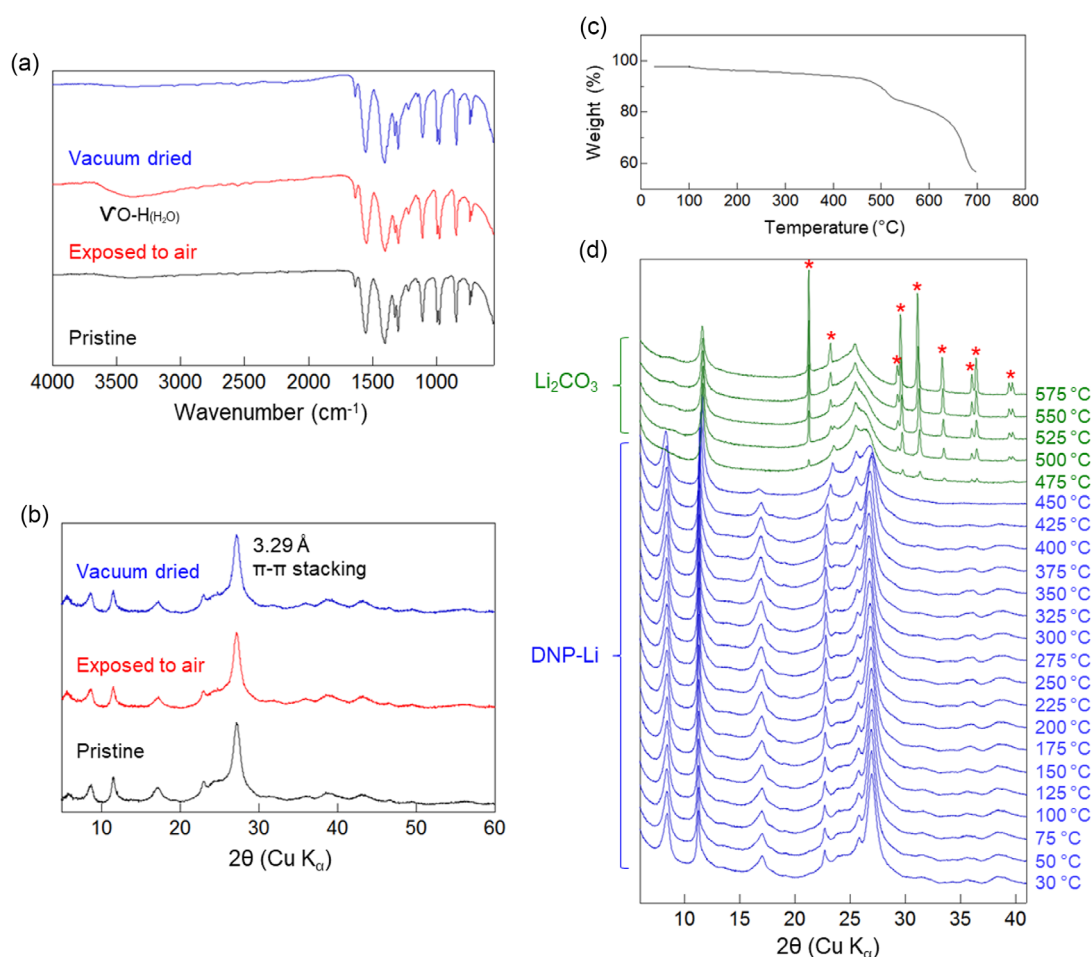 (a)
Vacuum dried
νO-H(H₂O)
Exposed to air
Pristine
4000 3500 3000 2500 2000 1500 1000
Wavenumber (cm⁻¹)
(b)
Vacuum dried
3.29 Å
π-π stacking
Exposed to air
Pristine
10 20 30 40 50 60
2θ (Cu Kα)
(c)
100
80
60
Weight (%)
0 100 200 300 400 500 600 700 800
Temperature (°C)
(d)
* * * * * * * * *
Li₂CO₃
575 °C
550 °C
525 °C
500 °C
475 °C
DNP-Li
450 °C
425 °C
400 °C
375 °C
350 °C
325 °C
300 °C
275 °C
250 °C
225 °C
200 °C
175 °C
150 °C
125 °C
100 °C
75 °C
50 °C
30 °C
10 15 20 25 30 35 40
2θ (Cu Kα)